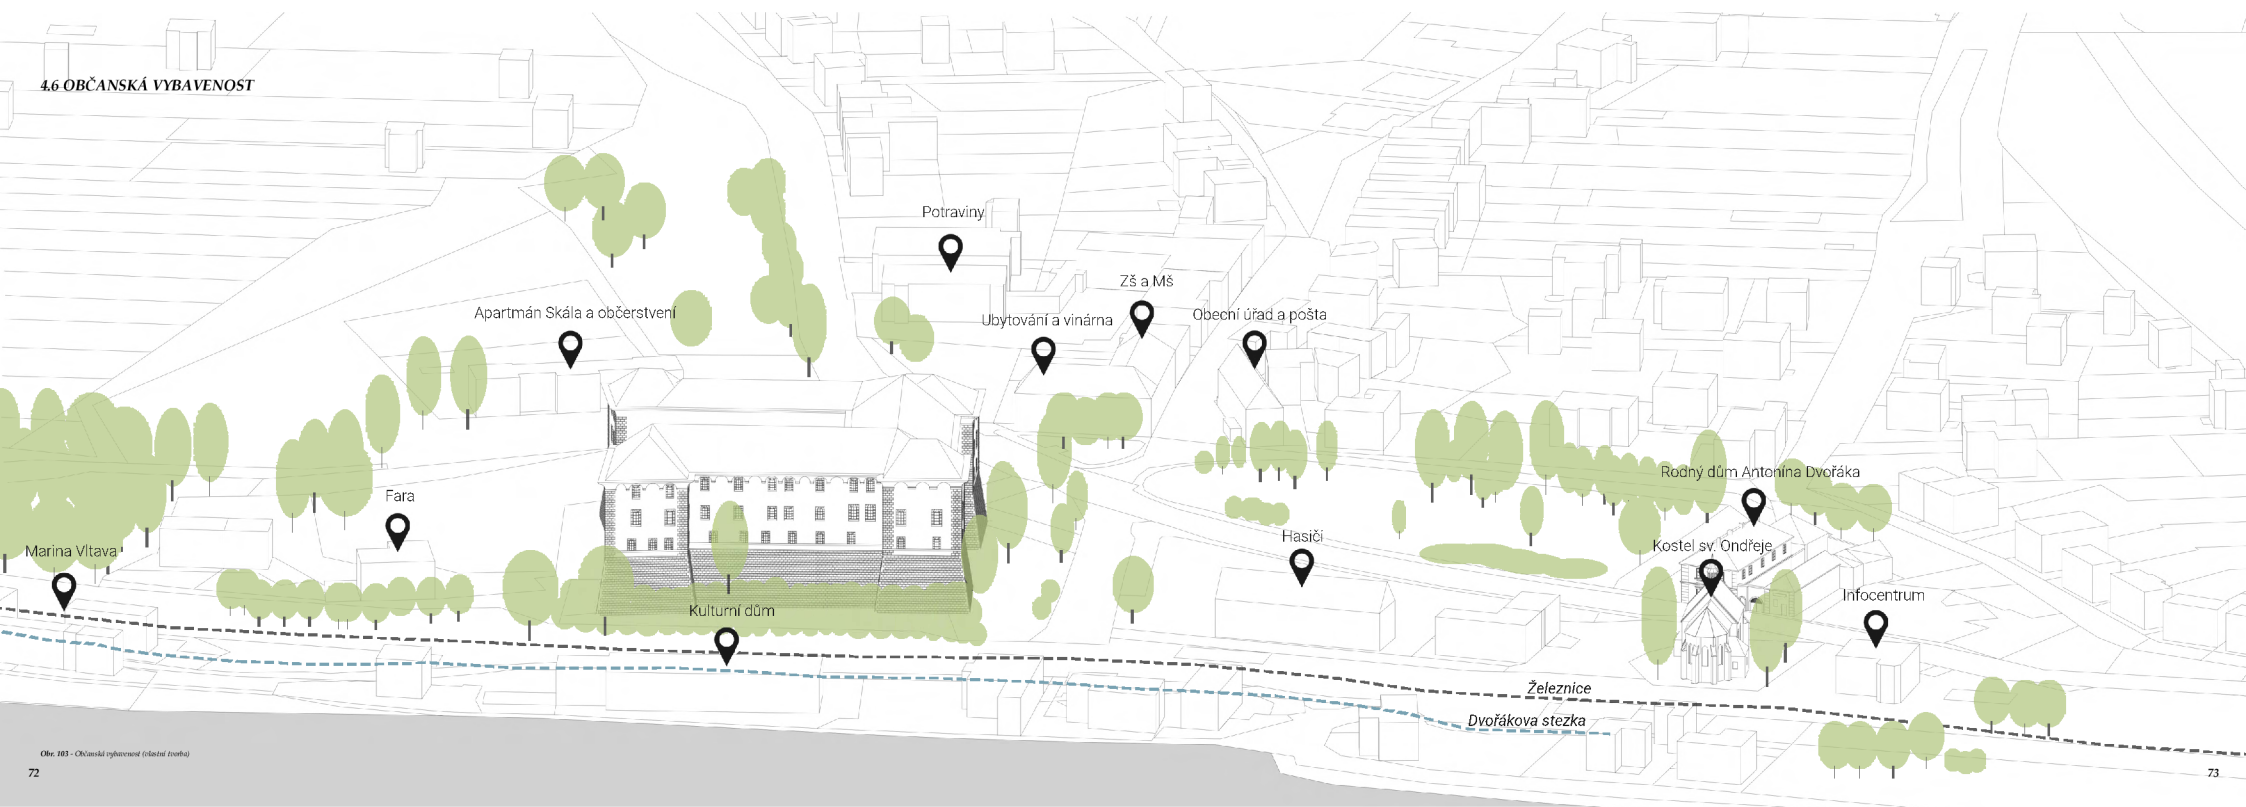 4.6 OBČANSKÁ VYBAVENOST
Potraviny
Zš a Mš
Apartmán Skála a občerstvení
Ubytování a vinárna
Obecní úřad a pošta
Rodný dům Antonína Dvořáka
Fara
Hasiči
Kostel sv. Ondřeje
Marina Vltava
Infocentrum
Kulturní dům
Železnice
Dvořákova stezka
Obr. 103 - Občanská vybavenost (vlastní tvorba)
72
73